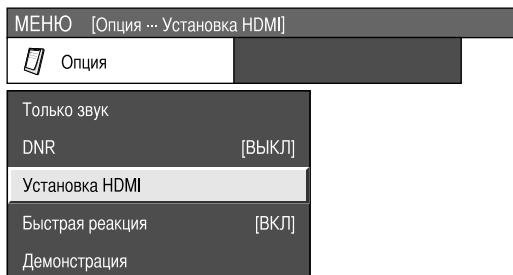 МЕНЮ [Опция ··· Установка HDMI]
Опция
Только звук
DNR [ВЫКЛ]
Установка HDMI
Быстрая реакция [ВКЛ]
Демонстрация